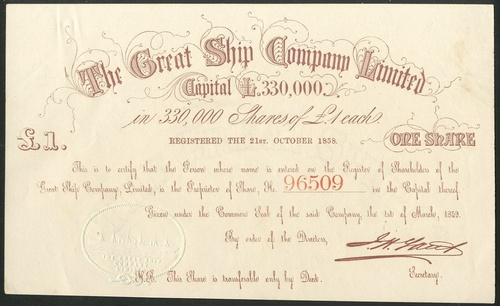 The Great Ship Company Limited
Capital £330,000.
in 330,000 Shares of £1 each
REGISTERED THE 21ST. OCTOBER 1858.
£1. ONE SHARE
This is to certify that the Person whose name is entered on the Register of Shareholders of the
Great Ship Company, Limited, is the Proprietor of Share, No. 96509 in the Capital thereof
Given under the Common Seal of the said Company, the 1st of March, 1859.
By order of the Directors,
Secretary.
N.B. This Share is transferable only by Deed.